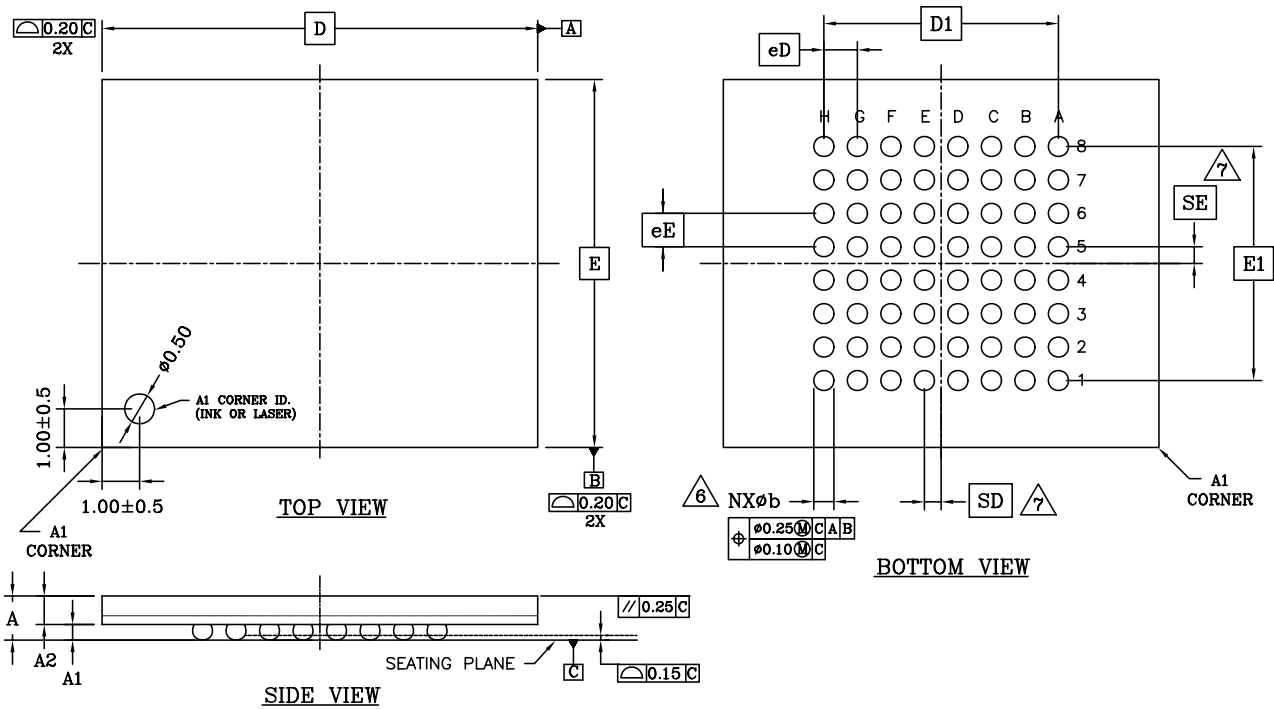 ⌓ 0.20 C
2X
D
A
E
ø0.50
A1 CORNER ID.
(INK OR LASER)
1.00±0.5
1.00±0.5
A1
CORNER
TOP VIEW
B
⌓ 0.20 C
2X
D1
eD
H G F E D C B A
8
7
6
5
4
3
2
1
7
SE
eE
E1
6 NXøb
SD 7
⌖ ø0.25 Ⓜ C A B
ø0.10 Ⓜ C
A1
CORNER
BOTTOM VIEW
A
A2
A1
// 0.25 C
SEATING PLANE
C
⌓ 0.15 C
SIDE VIEW